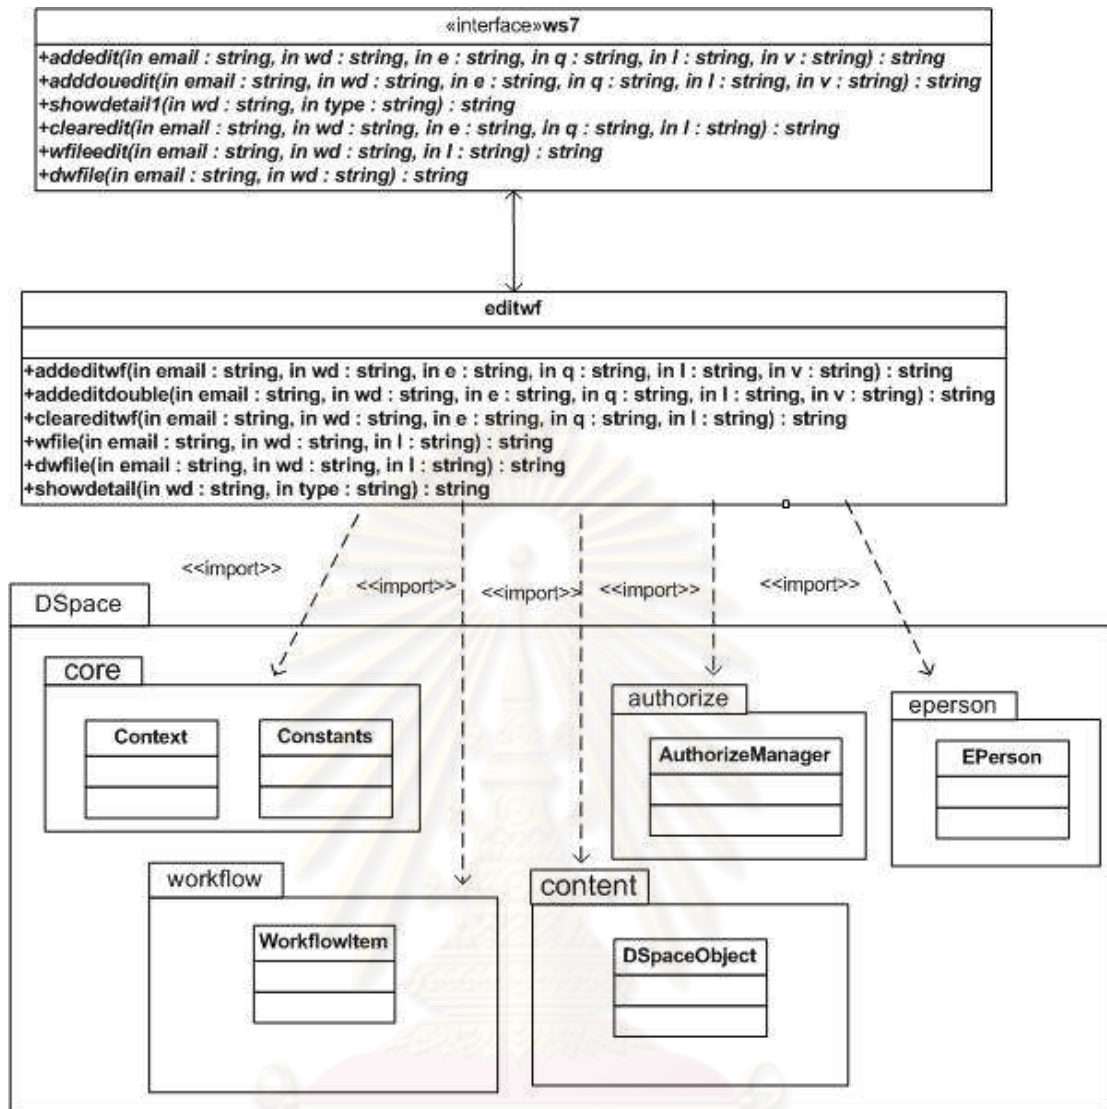 «interface»ws7
+addedit(in email : string, in wd : string, in e : string, in q : string, in l : string, in v : string) : string
+adddouedit(in email : string, in wd : string, in e : string, in q : string, in l : string, in v : string) : string
+showdetail1(in wd : string, in type : string) : string
+clearedit(in email : string, in wd : string, in e : string, in q : string, in l : string) : string
+wfileedit(in email : string, in wd : string, in l : string) : string
+dwfile(in email : string, in wd : string) : string
editwf
+addeditwf(in email : string, in wd : string, in e : string, in q : string, in l : string, in v : string) : string
+addeditdouble(in email : string, in wd : string, in e : string, in q : string, in l : string, in v : string) : string
+cleareditwf(in email : string, in wd : string, in e : string, in q : string, in l : string) : string
+wfile(in email : string, in wd : string, in l : string) : string
+dwfile(in email : string, in wd : string, in l : string) : string
+showdetail(in wd : string, in type : string) : string
<<import>> <<import>> <<import>> <<import>> <<import>>
DSpace
core
Context
Constants
authorize
AuthorizeManager
eperson
EPerson
workflow
WorkflowItem
content
DSpaceObject